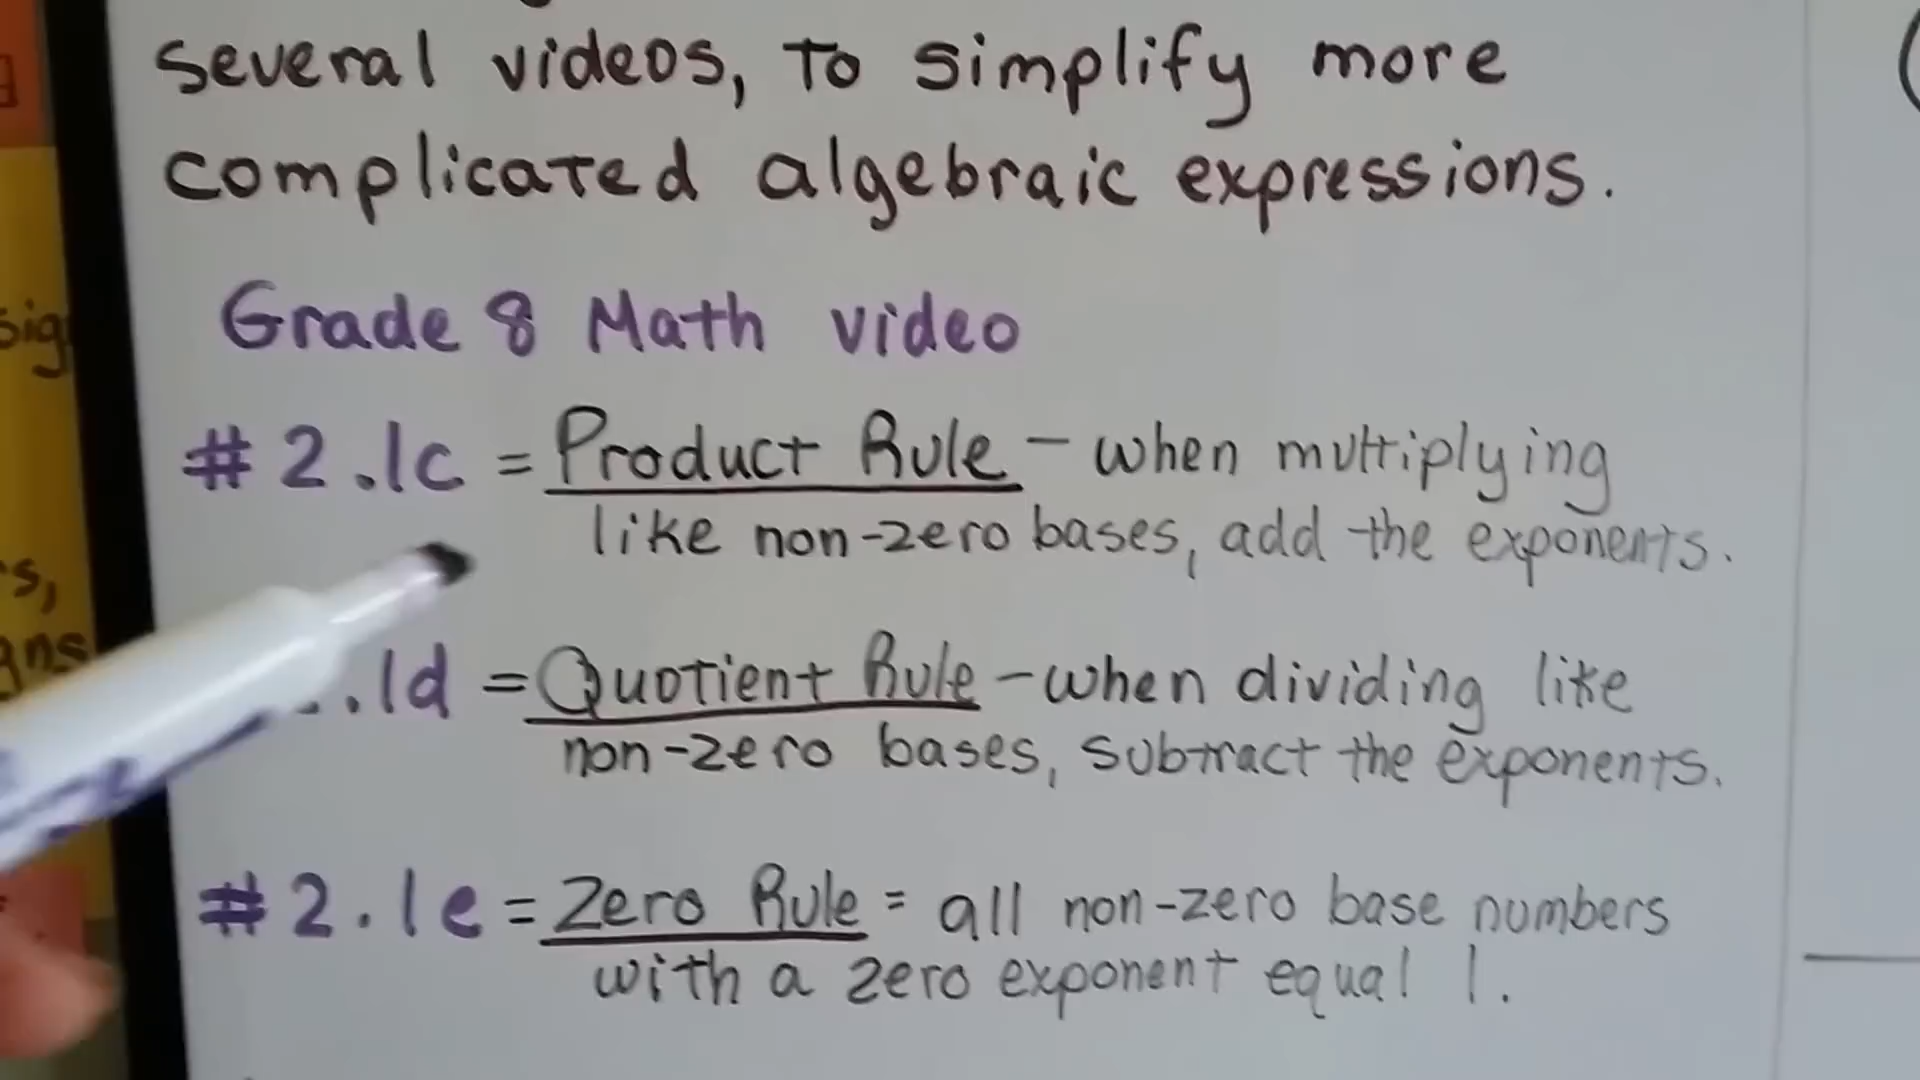 several videos, to simplify more
complicated algebraic expressions.
Grade 8 Math video
#2.1c = Product Rule - when multiplying
like non-zero bases, add the exponents.
.1d = Quotient Rule - when dividing like
non-zero bases, subtract the exponents.
#2.1e = Zero Rule = all non-zero base numbers
with a zero exponent equal 1.